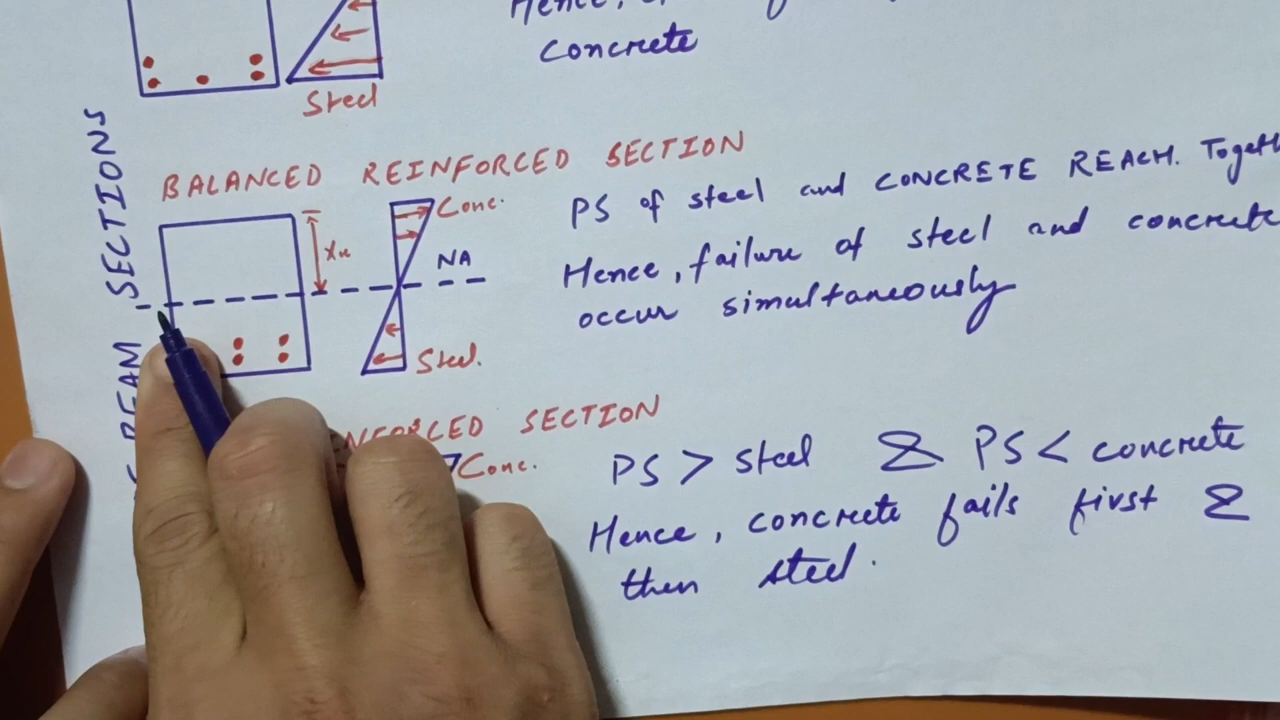 Hence,
Concrete
Steel
SECTIONS
BEAM
BALANCED REINFORCED SECTION
Conc.
Xu
NA
Steel.
PS of steel and CONCRETE REACH. Togeth
Hence, failure of steel and concrete
occur simultaneously
NFORCED SECTION
Conc.
PS > steel & PS < concrete
Hence, concrete fails first &
then steel.